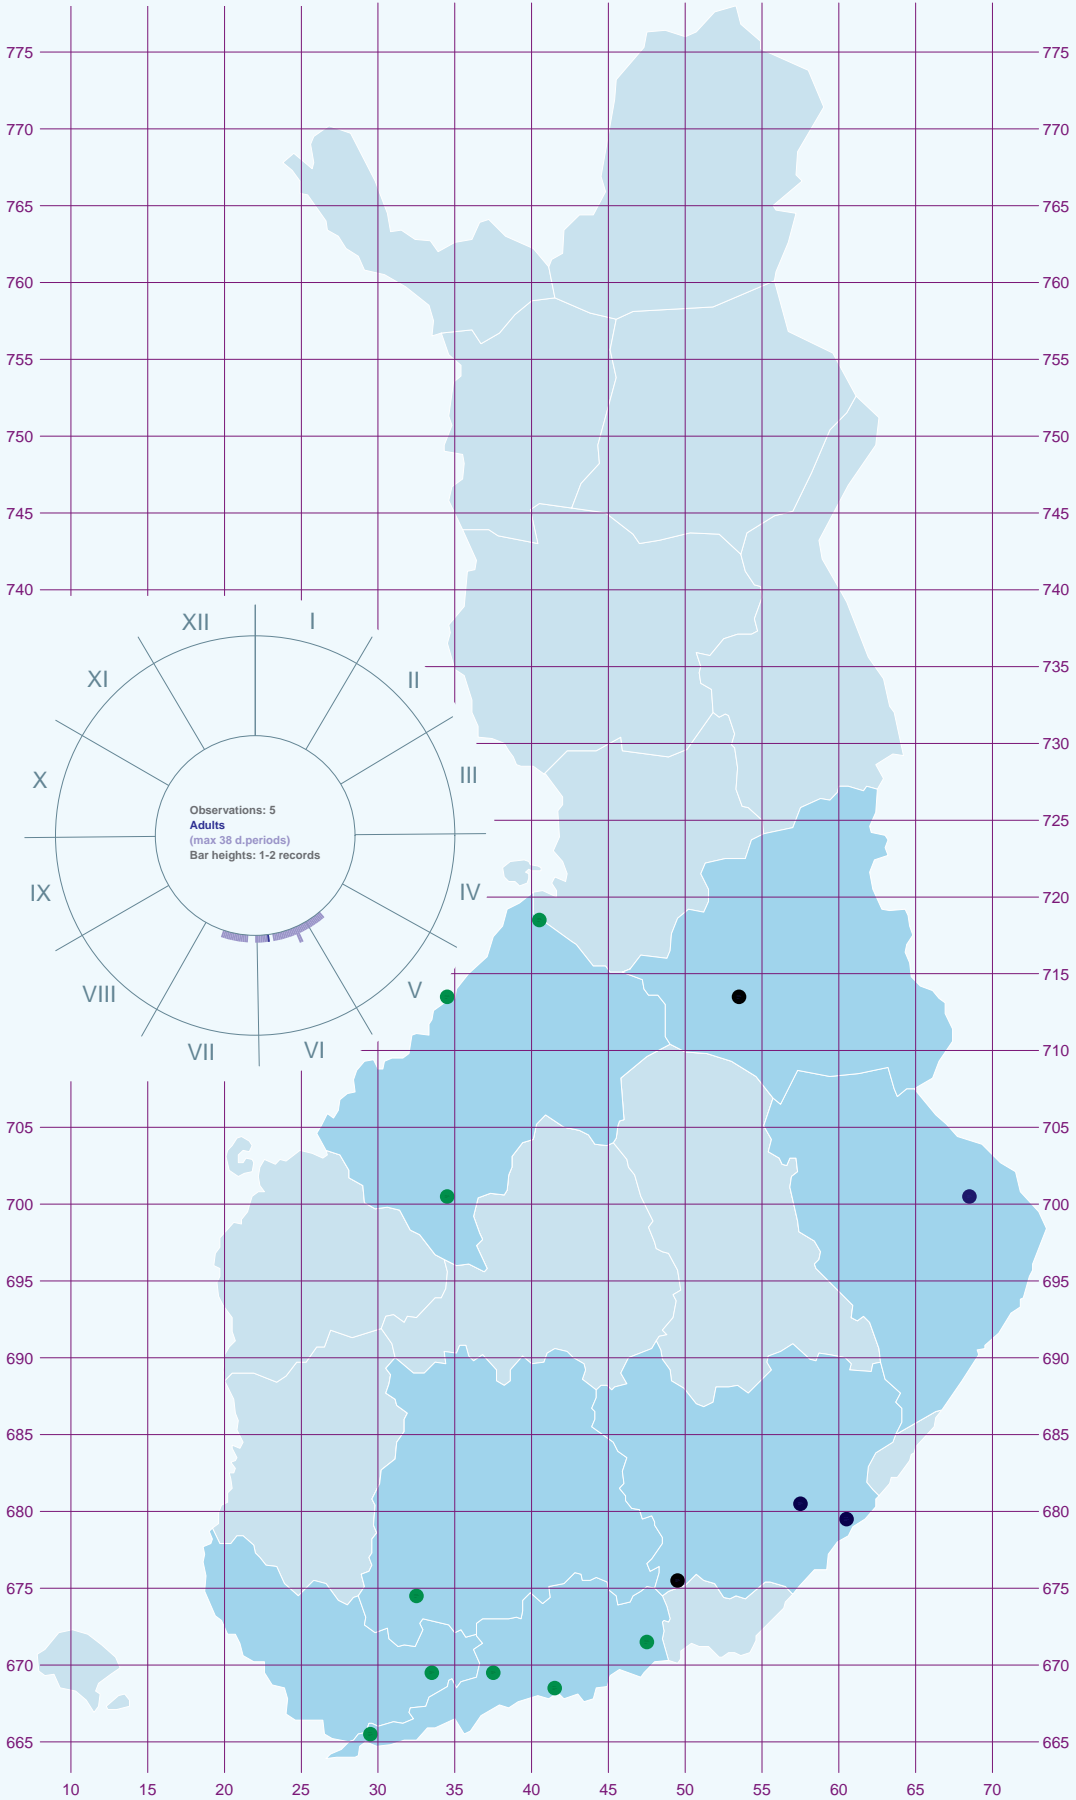 775 775
770 770
765 765
760 760
755 755
750 750
745 745
740 740
XII I
XI II
735
730
X III
Observations: 5
Adults
(max 38 d.periods)
Bar heights: 1-2 records
725
IX IV
720
VIII V
715
VII VI
710
705 705
700 700
695 695
690 690
685 685
680 680
675 675
670 670
665 665
10 15 20 25 30 35 40 45 50 55 60 65 70